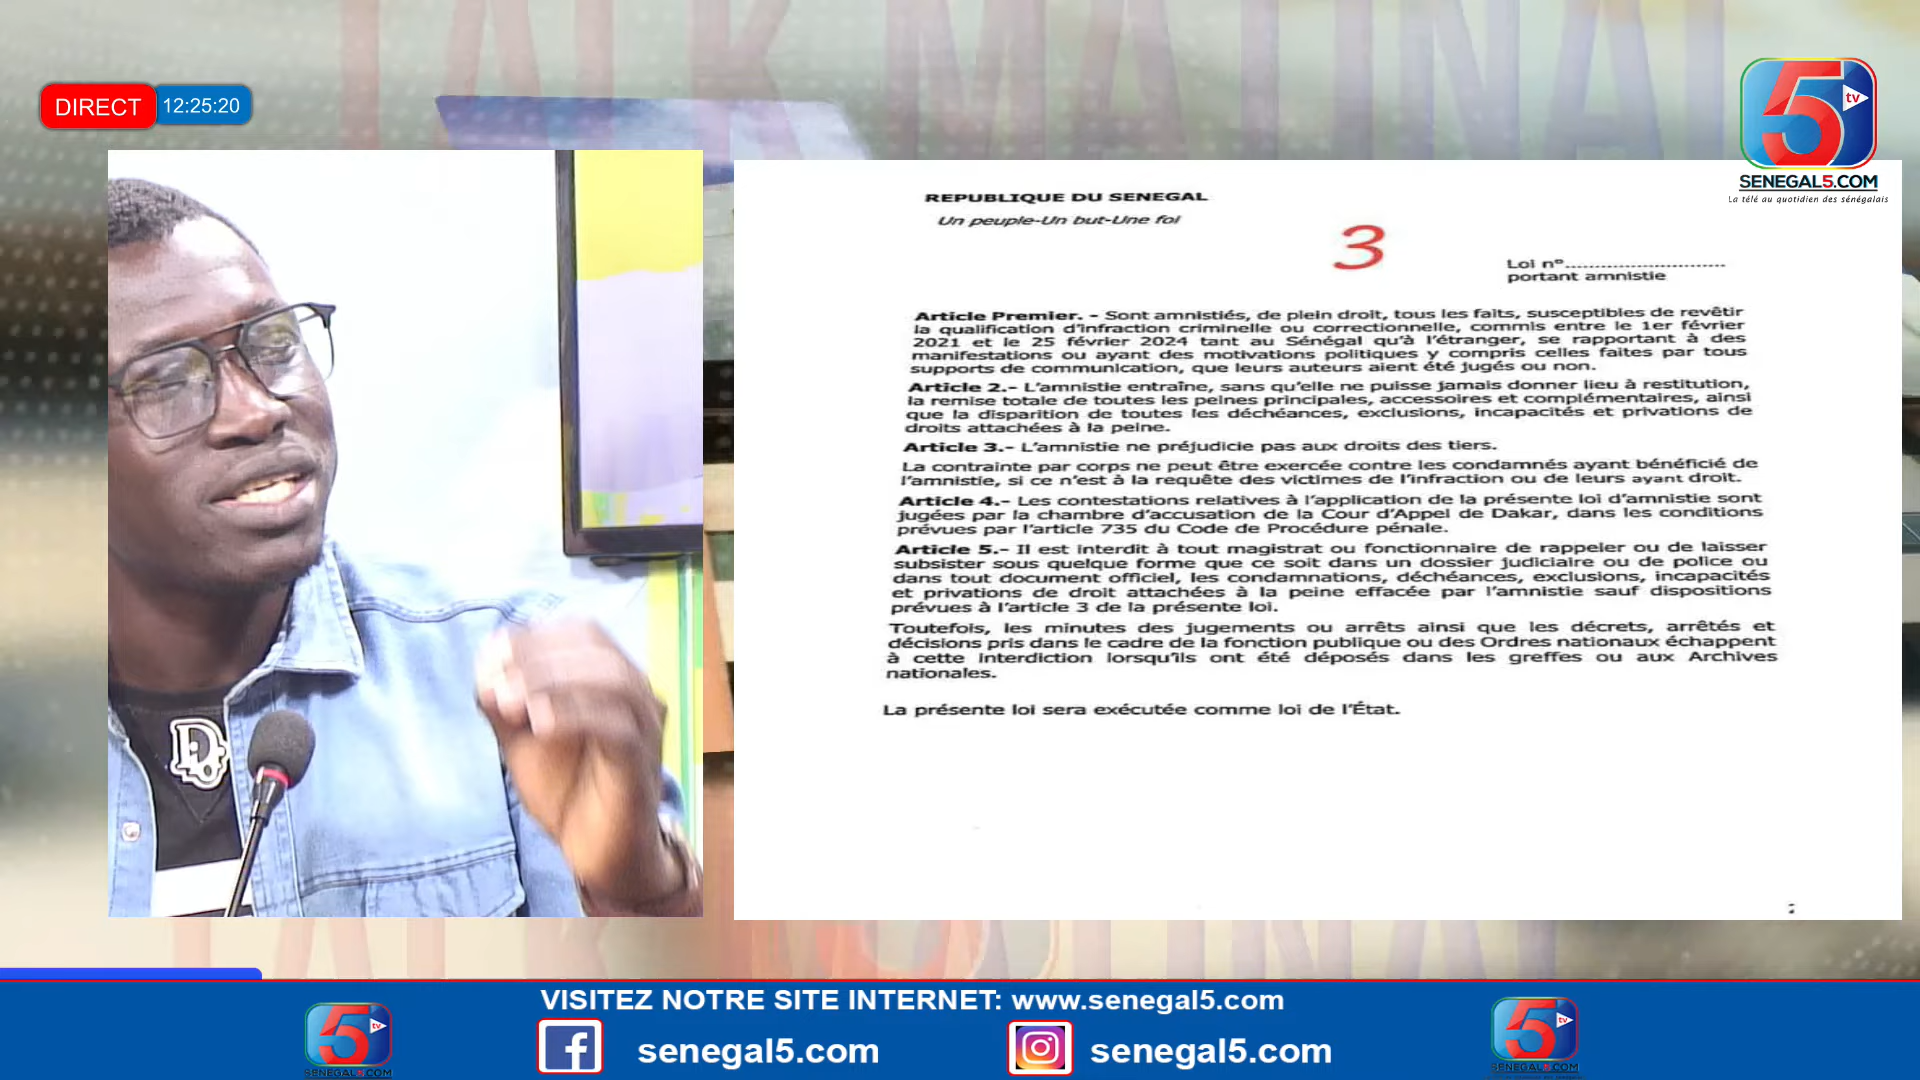 TALK MATINAL
DIRECT 12:25:20
5 tv
SENEGAL5.COM
La télé au quotidien des sénégalais
REPUBLIQUE DU SENEGAL
Un peuple-Un but-Une foi
3
Loi n°...........................
portant amnistie
Article Premier. - Sont amnistiés, de plein droit, tous les faits, susceptibles de revêtir
la qualification d'infraction criminelle ou correctionnelle, commis entre le 1er février
2021 et le 25 février 2024 tant au Sénégal qu'à l'étranger, se rapportant à des
manifestations ou ayant des motivations politiques y compris celles faites par tous
supports de communication, que leurs auteurs aient été jugés ou non.
Article 2.- L'amnistie entraîne, sans qu'elle ne puisse jamais donner lieu à restitution,
la remise totale de toutes les peines principales, accessoires et complémentaires, ainsi
que la disparition de toutes les déchéances, exclusions, incapacités et privations de
droits attachées à la peine.
Article 3.- L'amnistie ne préjudicie pas aux droits des tiers.
La contrainte par corps ne peut être exercée contre les condamnés ayant bénéficié de
l'amnistie, si ce n'est à la requête des victimes de l'infraction ou de leurs ayant droit.
Article 4.- Les contestations relatives à l'application de la présente loi d'amnistie sont
jugées par la chambre d'accusation de la Cour d'Appel de Dakar, dans les conditions
prévues par l'article 735 du Code de Procédure pénale.
Article 5.- Il est interdit à tout magistrat ou fonctionnaire de rappeler ou de laisser
subsister sous quelque forme que ce soit dans un dossier judiciaire ou de police ou
dans tout document officiel, les condamnations, déchéances, exclusions, incapacités
et privations de droit attachées à la peine effacée par l'amnistie sauf dispositions
prévues à l'article 3 de la présente loi.
Toutefois, les minutes des jugements ou arrêts ainsi que les décrets, arrêtés et
décisions pris dans le cadre de la fonction publique ou des Ordres nationaux échappent
à cette interdiction lorsqu'ils ont été déposés dans les greffes ou aux Archives
nationales.
La présente loi sera exécutée comme loi de l'État.
D
VISITEZ NOTRE SITE INTERNET: www.senegal5.com
senegal5.com
senegal5.com
5 tv
SENEGAL5.COM
5 tv
SENEGAL5.COM